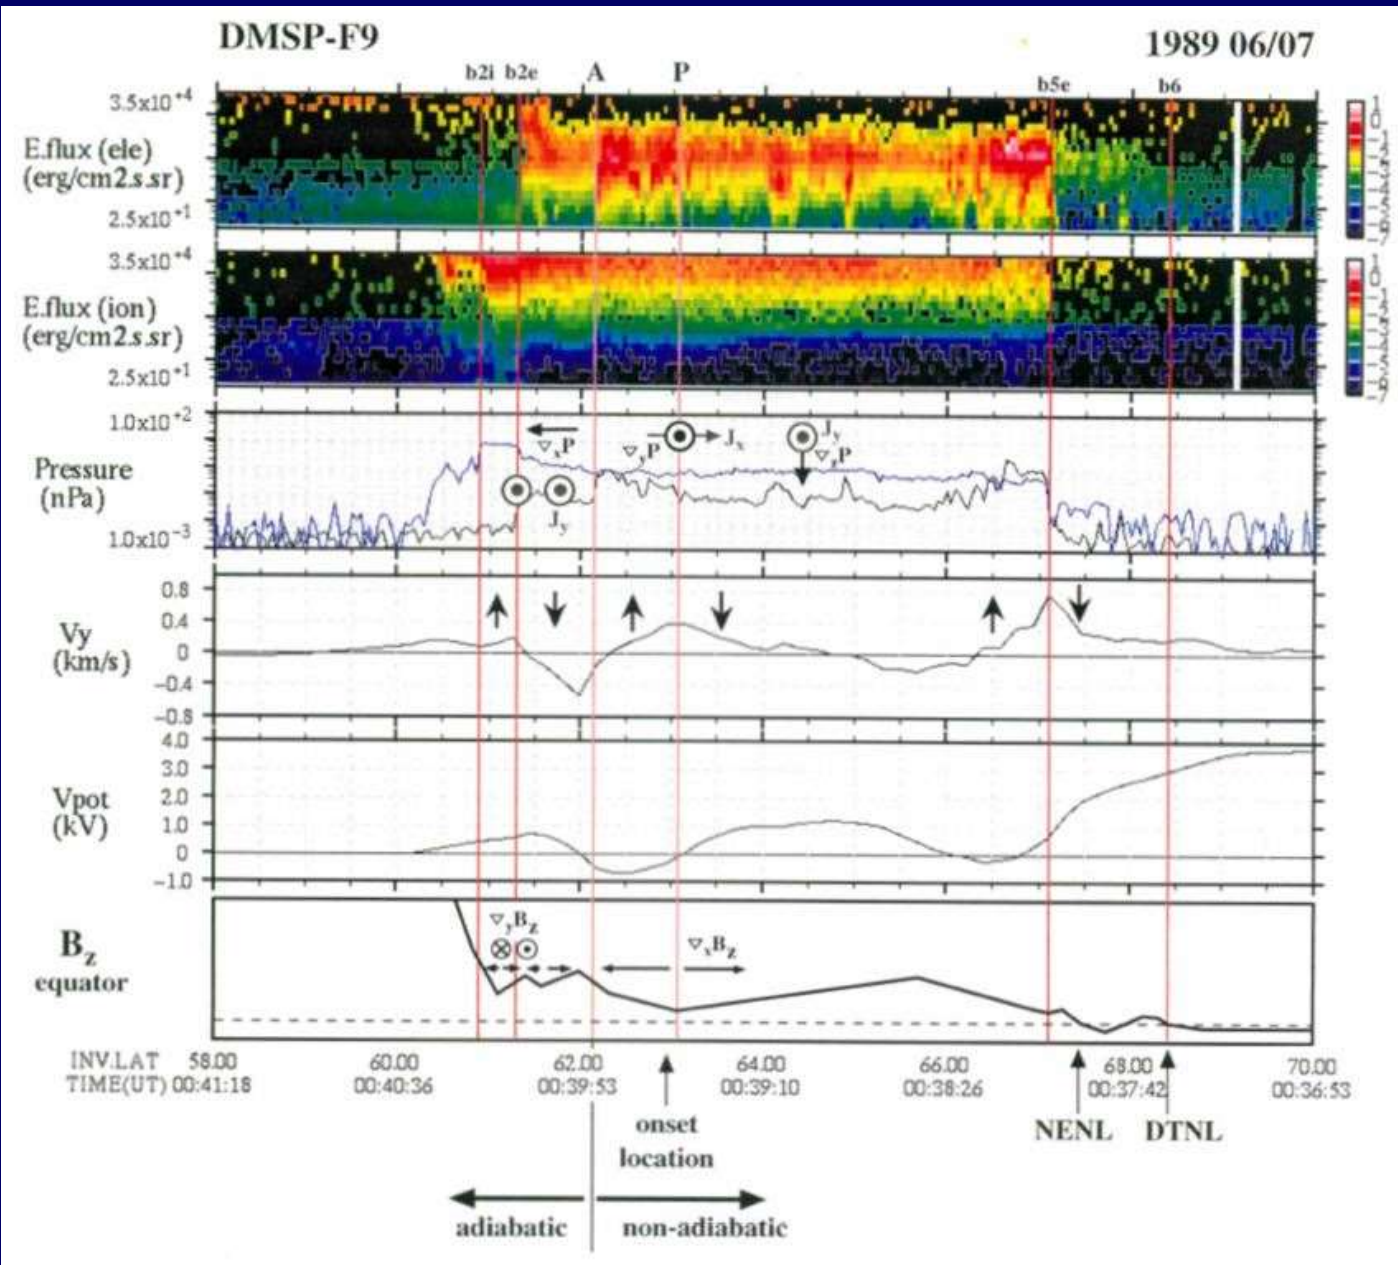 DMSP-F9
1989 06/07
b2i b2e A P b5e b6
3.5x10+4
E.flux (ele)
(erg/cm2.s.sr)
2.5x10+1
3.5x10+4
E.flux (ion)
(erg/cm2.s.sr)
2.5x10+1
1.0x10+2
Pressure
(nPa)
1.0x10-3
▽xP ▽yP Jx Jy ▽zP
Jy
0.8
0.4
Vy
(km/s)
0
-0.4
-0.8
4.0
3.0
Vpot
(kV)
2.0
1.0
0
-1.0
Bz
equator
▽yBz
▽xBz
INV.LAT 58.00 60.00 62.00 64.00 66.00 68.00 70.00
TIME(UT) 00:41:18 00:40:36 00:39:53 00:39:10 00:38:26 00:37:42 00:36:53
onset
location
NENL DTNL
adiabatic non-adiabatic